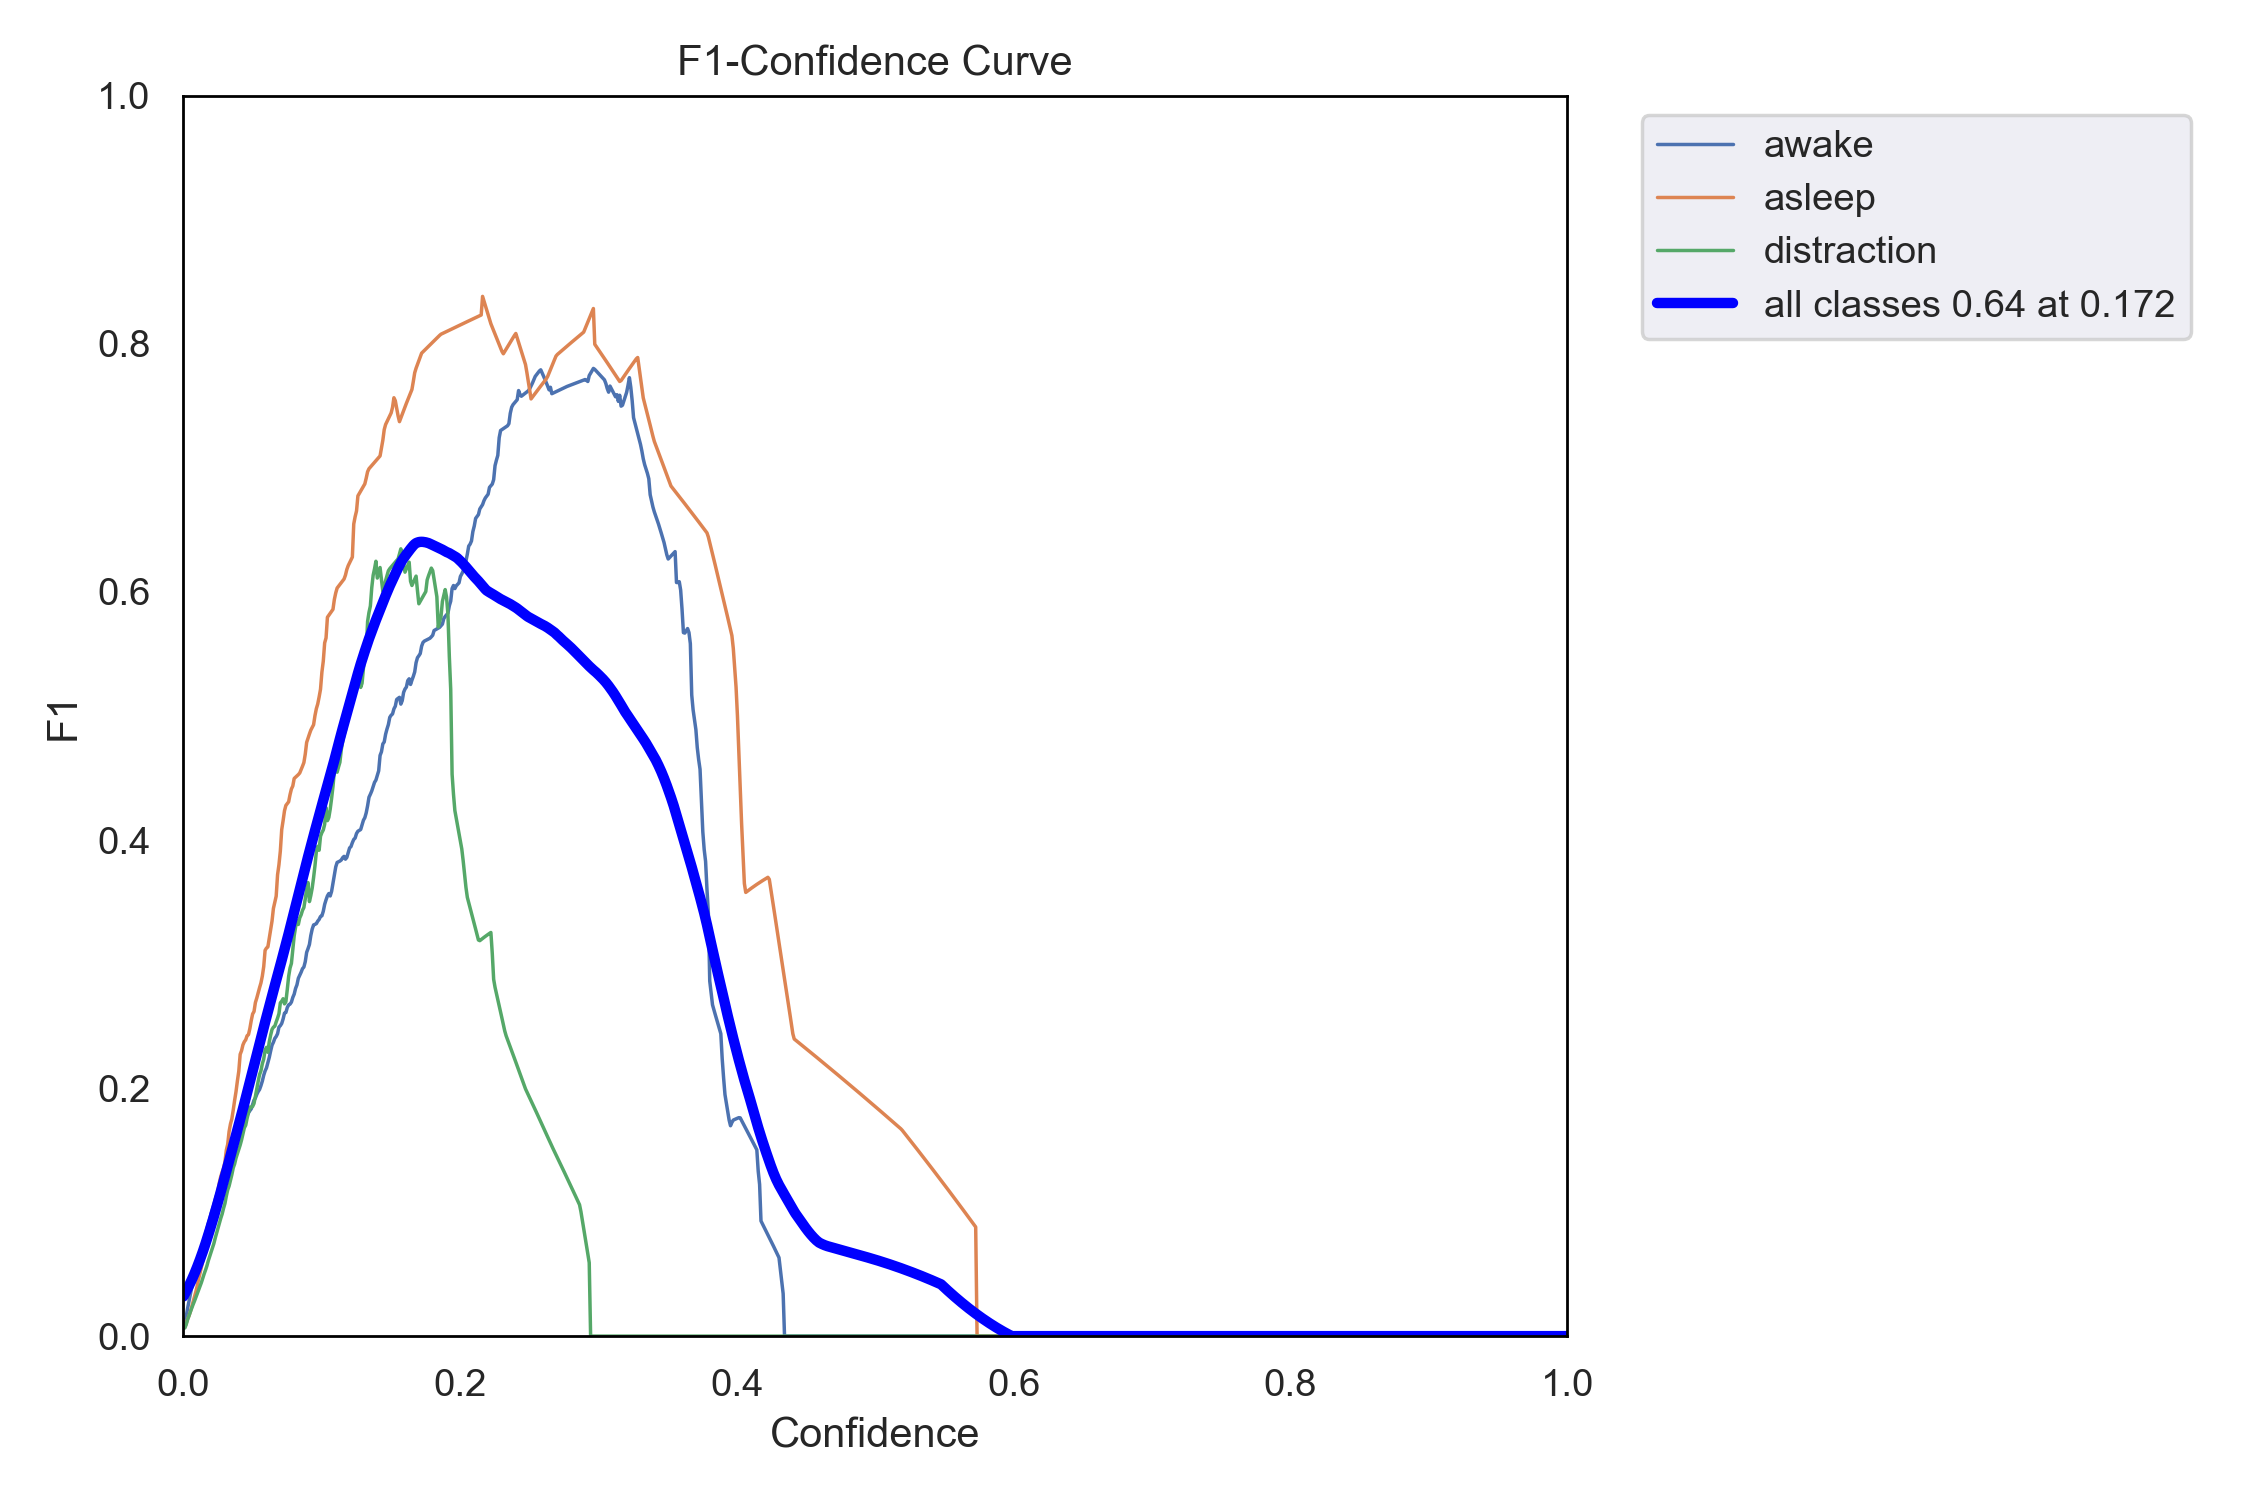 F1-Confidence Curve
1.0
0.8
0.6
0.4
0.2
0.0
F1
0.0 0.2 0.4 0.6 0.8 1.0
Confidence
awake
asleep
distraction
all classes 0.64 at 0.172